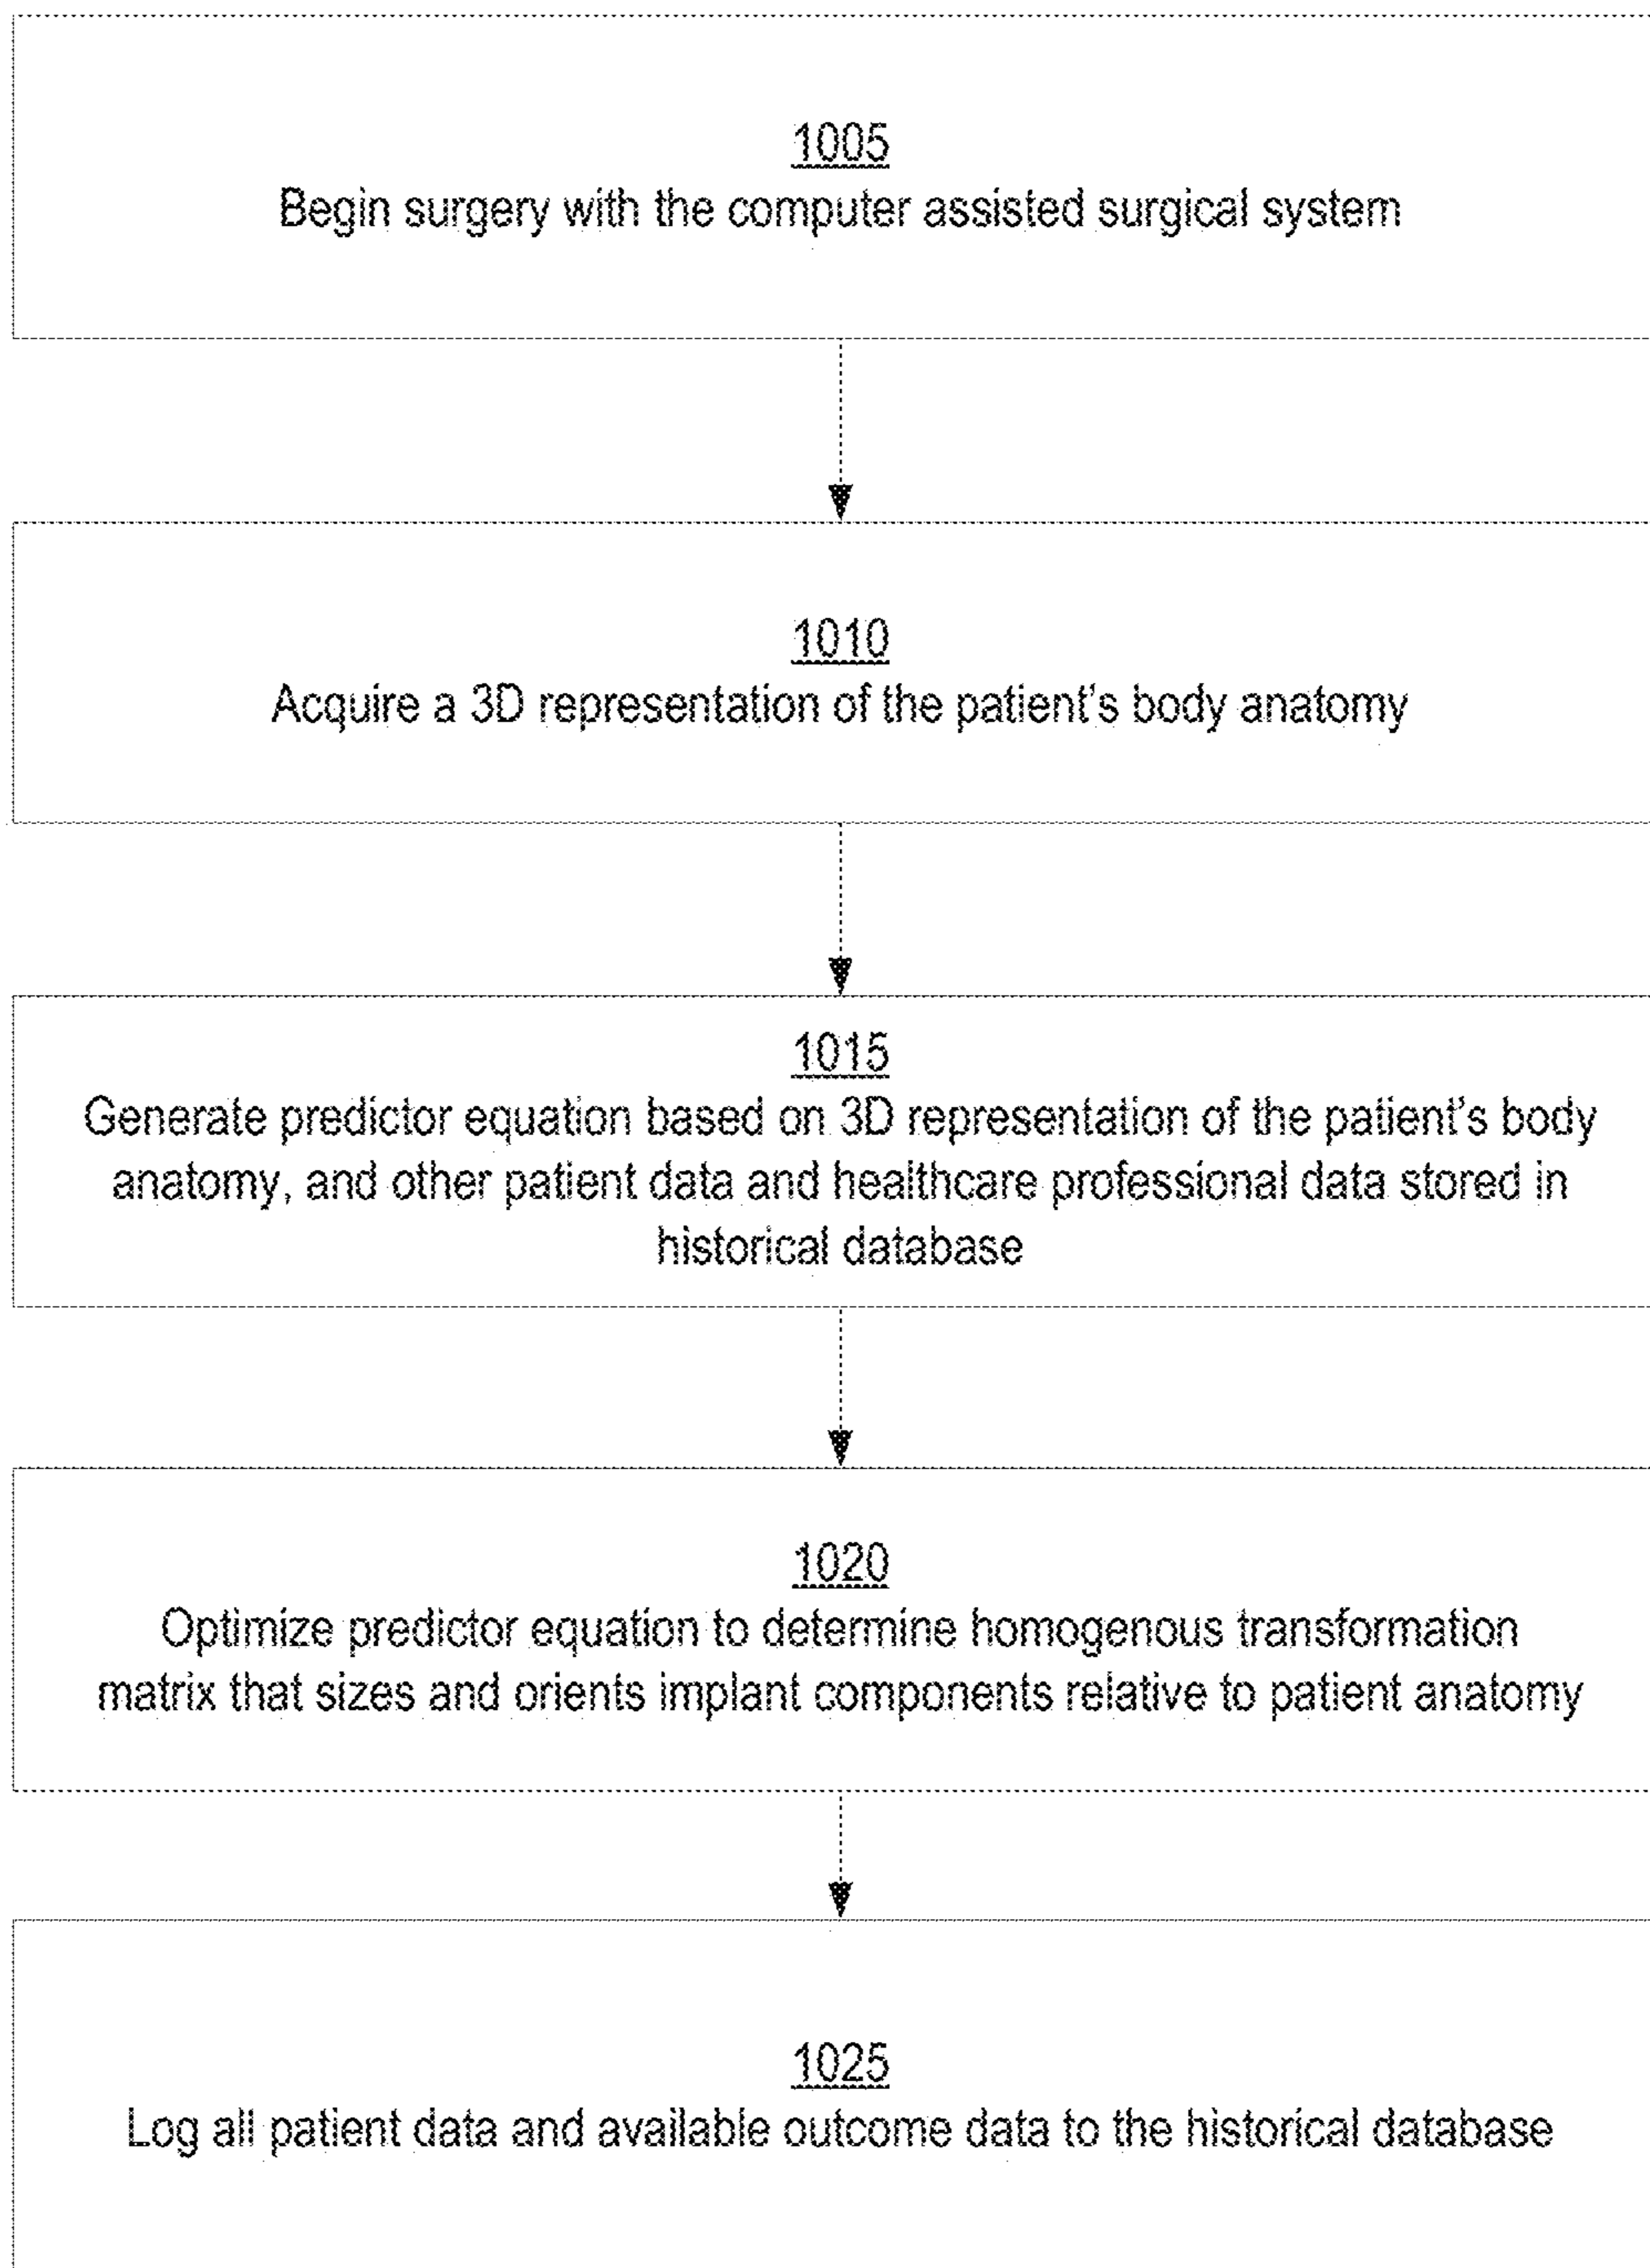 1005
Begin surgery with the computer assisted surgical system
1010
Acquire a 3D representation of the patient's body anatomy
1015
Generate predictor equation based on 3D representation of the patient's body
anatomy, and other patient data and healthcare professional data stored in
historical database
1020
Optimize predictor equation to determine homogenous transformation
matrix that sizes and orients implant components relative to patient anatomy
1025
Log all patient data and available outcome data to the historical database